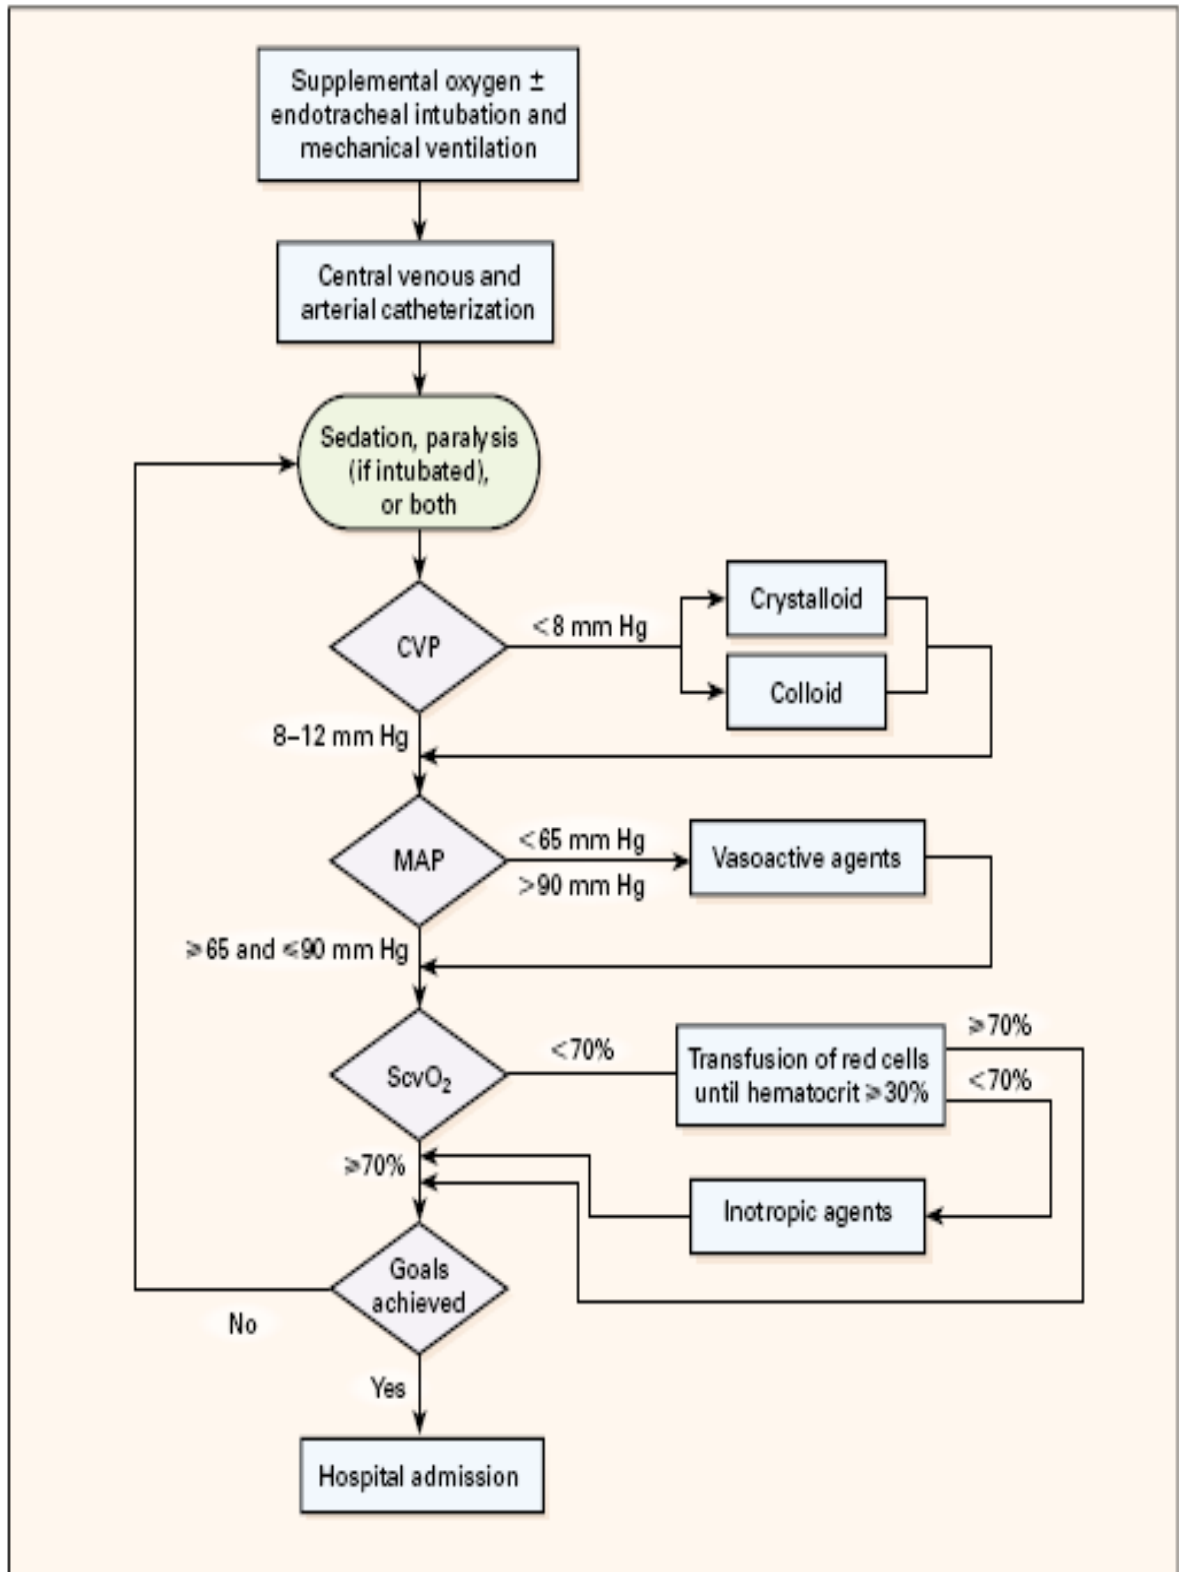 Supplemental oxygen ±
endotracheal intubation and
mechanical ventilation
Central venous and
arterial catheterization
Sedation, paralysis
(if intubated),
or both
CVP
<8 mm Hg
Crystalloid
Colloid
8–12 mm Hg
MAP
<65 mm Hg
>90 mm Hg
Vasoactive agents
⩾65 and ⩽90 mm Hg
ScvO₂
<70%
Transfusion of red cells
until hematocrit ⩾30%
⩾70%
<70%
⩾70%
Inotropic agents
Goals
achieved
No
Yes
Hospital admission